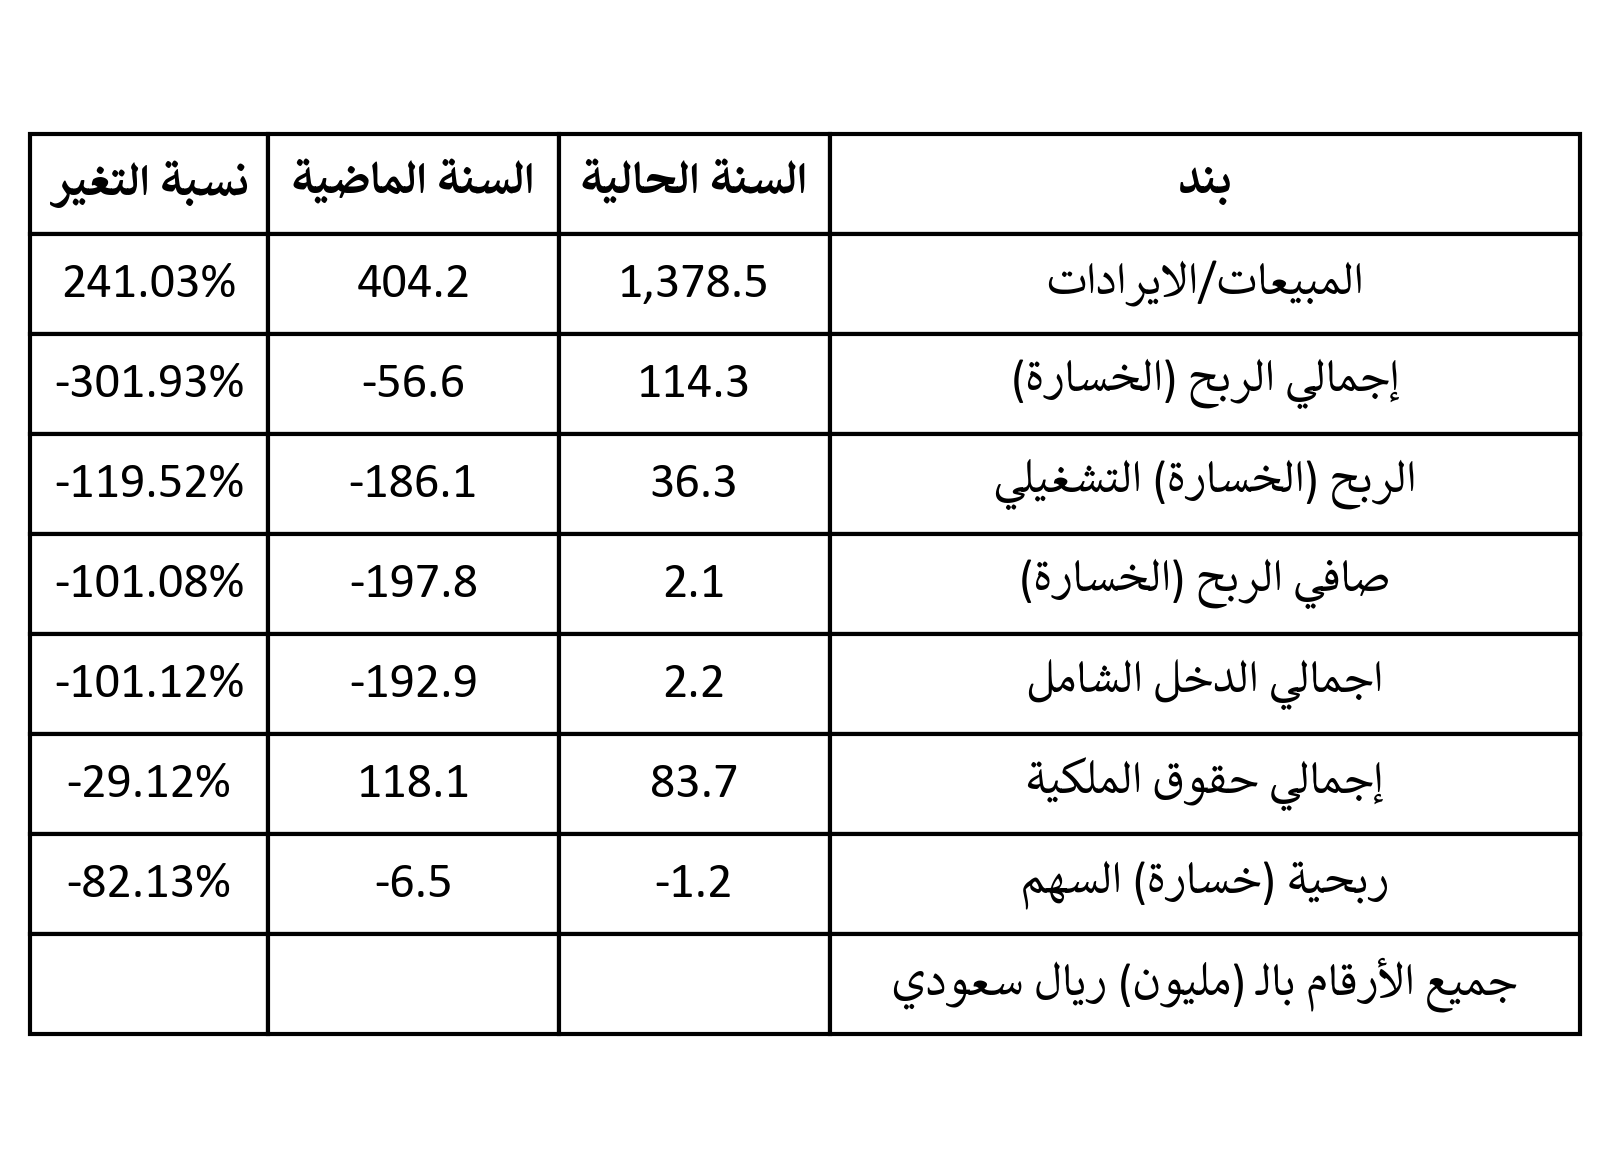 بند السنة الحالية السنة الماضية نسبة التغير
المبيعات/الايرادات 1,378.5 404.2 241.03%
إجمالي الربح (الخسارة) 114.3 -56.6 -301.93%
الربح (الخسارة) التشغيلي 36.3 -186.1 -119.52%
صافي الربح (الخسارة) 2.1 -197.8 -101.08%
اجمالي الدخل الشامل 2.2 -192.9 -101.12%
إجمالي حقوق الملكية 83.7 118.1 -29.12%
ربحية (خسارة) السهم -1.2 -6.5 -82.13%
جميع الأرقام بالـ (مليون) ريال سعودي